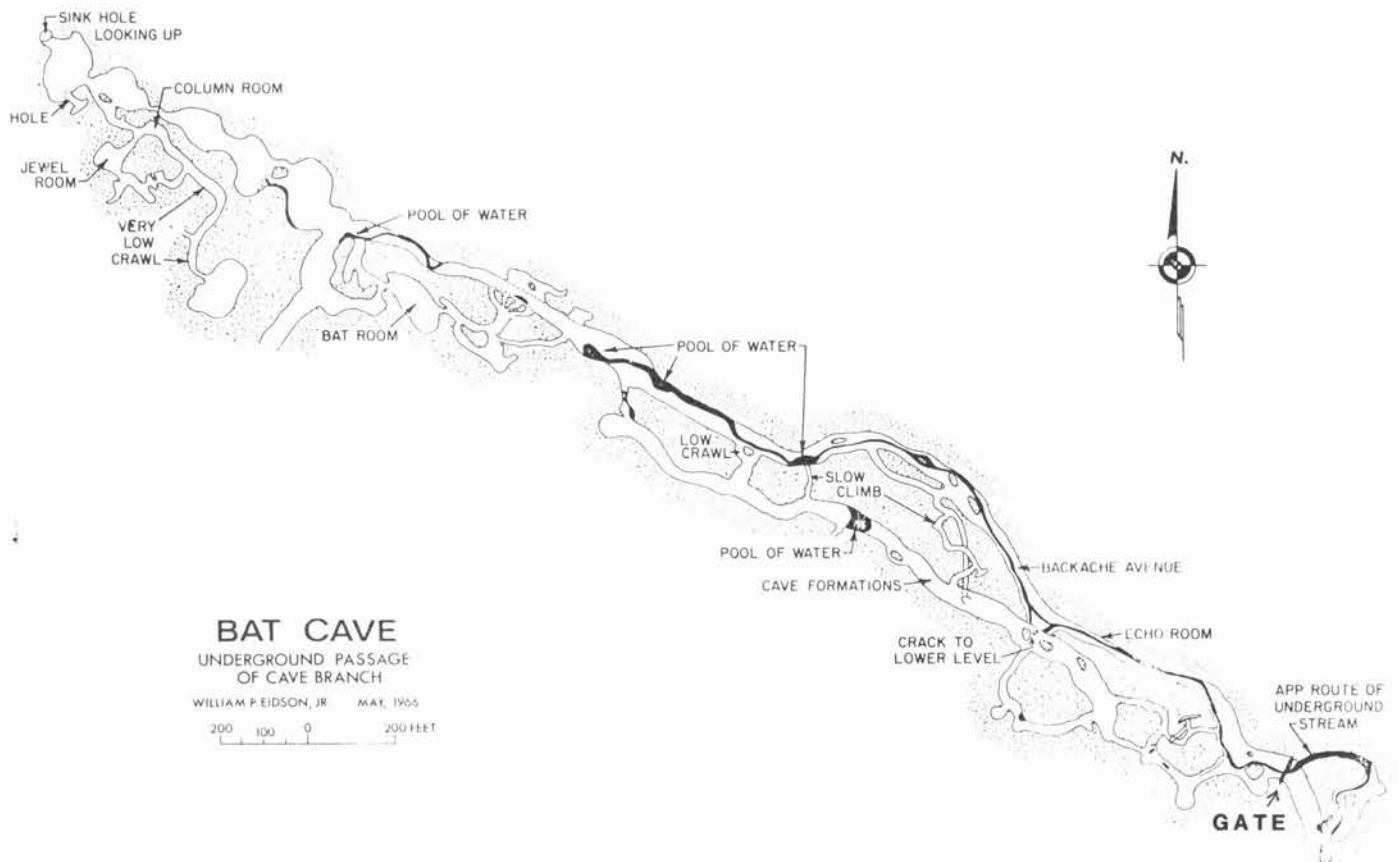 SINK HOLE
LOOKING UP
COLUMN ROOM
HOLE
JEWEL
ROOM
VERY
LOW
CRAWL
POOL OF WATER
BAT ROOM
N.
POOL OF WATER
LOW
CRAWL
SLOW
CLIMB
POOL OF WATER
CAVE FORMATIONS
BACKACHE AVENUE
ECHO ROOM
CRACK TO
LOWER LEVEL
APP ROUTE OF
UNDERGROUND
STREAM
GATE
BAT CAVE
UNDERGROUND PASSAGE
OF CAVE BRANCH
WILLIAM P. EIDSON, JR. MAY, 1966
200 100 0 200 FEET